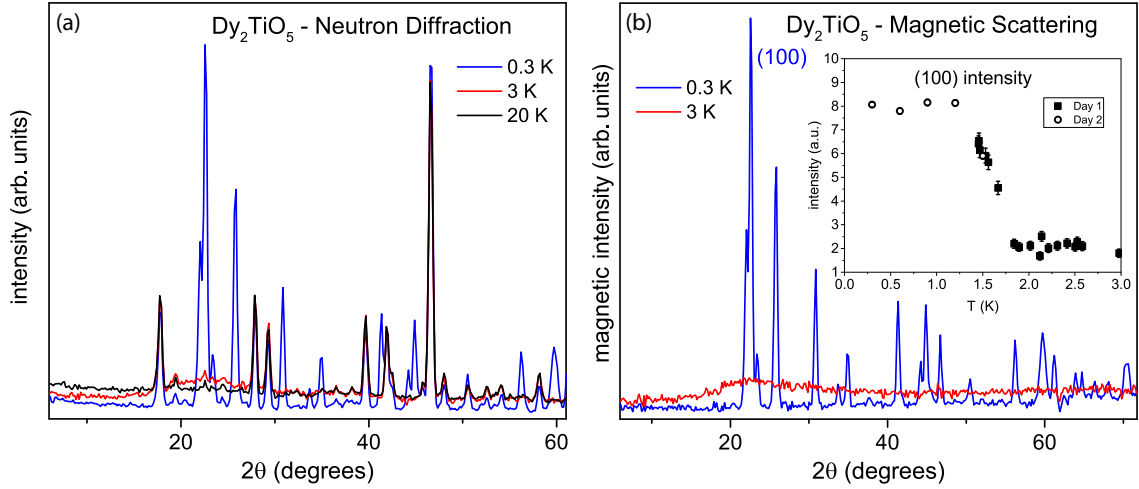 (a)
Dy2TiO5 - Neutron Diffraction
0.3 K
3 K
20 K
intensity (arb. units)
20
40
60
2θ (degrees)
(b)
Dy2TiO5 - Magnetic Scattering
(100)
0.3 K
3 K
magnetic intensity (arb. units)
20
40
60
2θ (degrees)
(100) intensity
Day 1
Day 2
intensity (a.u.)
10
9
8
7
6
5
4
3
2
1
0.0
0.5
1.0
1.5
2.0
2.5
3.0
T (K)